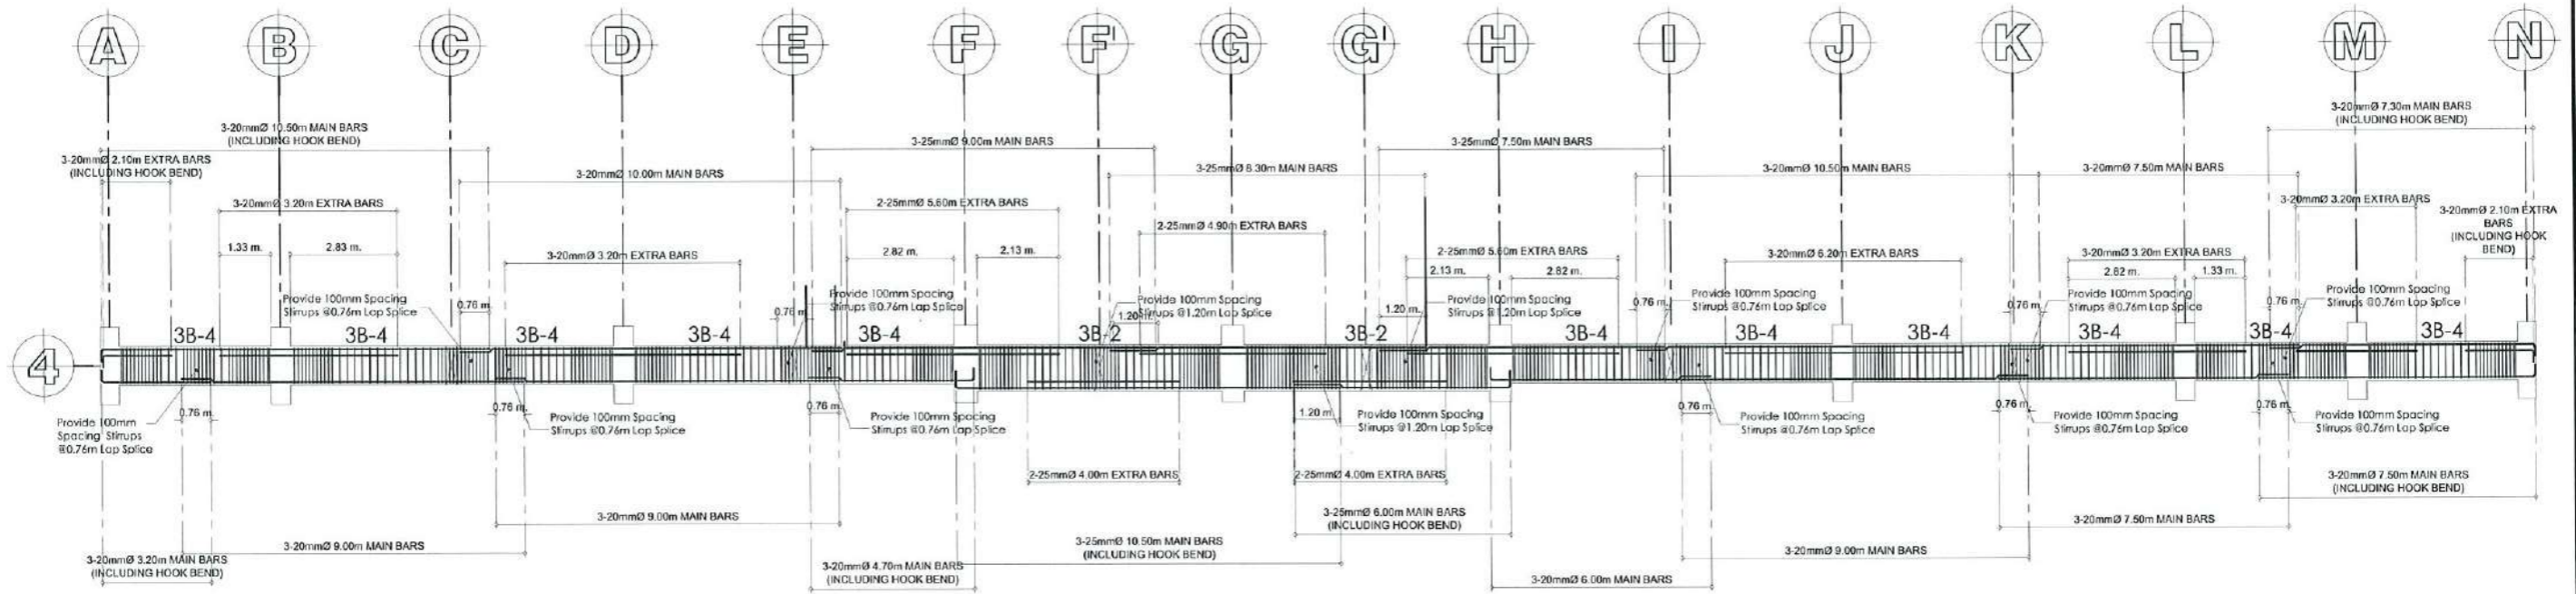 A B C D E F F' G G' H I J K L M N
3-20mmØ 7.30m MAIN BARS
(INCLUDING HOOK BEND)
3-20mmØ 10.50m MAIN BARS
(INCLUDING HOOK BEND)
3-25mmØ 9.00m MAIN BARS
3-25mmØ 7.50m MAIN BARS
3-20mmØ 2.10m EXTRA BARS
(INCLUDING HOOK BEND)
3-20mmØ 10.00m MAIN BARS
3-25mmØ 8.30m MAIN BARS
3-20mmØ 10.50m MAIN BARS
3-20mmØ 7.50m MAIN BARS
3-20mmØ 3.20m EXTRA BARS
2-25mmØ 5.60m EXTRA BARS
3-20mmØ 3.20m EXTRA BARS
3-20mmØ 2.10m EXTRA
BARS
(INCLUDING HOOK
BEND)
2-25mmØ 4.90m EXTRA BARS
1.33 m.
2.83 m.
3-20mmØ 3.20m EXTRA BARS
2.82 m.
2.13 m.
2-25mmØ 5.60m EXTRA BARS
2.13 m.
2.82 m.
3-20mmØ 6.20m EXTRA BARS
3-20mmØ 3.20m EXTRA BARS
2.82 m.
1.33 m.
Provide 100mm Spacing
Stirrups @0.76m Lap Splice
0.76 m.
0.76 m.
Provide 100mm Spacing
Stirrups @0.76m Lap Splice
Provide 100mm Spacing
Stirrups @1.20m Lap Splice
1.20 m.
1.20 m.
Provide 100mm Spacing
Stirrups @1.20m Lap Splice
0.76 m.
Provide 100mm Spacing
Stirrups @0.76m Lap Splice
0.76 m.
Provide 100mm Spacing
Stirrups @0.76m Lap Splice
0.76 m.
Provide 100mm Spacing
Stirrups @0.76m Lap Splice
3B-4 3B-4 3B-4 3B-4 3B-4 3B-2 3B-2 3B-4 3B-4 3B-4 3B-4 3B-4 3B-4
4
Provide 100mm
Spacing Stirrups
@0.76m Lap Splice
0.76 m.
0.76 m.
Provide 100mm Spacing
Stirrups @0.76m Lap Splice
0.76 m.
Provide 100mm Spacing
Stirrups @0.76m Lap Splice
1.20 m.
Provide 100mm Spacing
Stirrups @1.20m Lap Splice
0.76 m.
Provide 100mm Spacing
Stirrups @0.76m Lap Splice
0.76 m.
Provide 100mm Spacing
Stirrups @0.76m Lap Splice
0.76 m.
Provide 100mm Spacing
Stirrups @0.76m Lap Splice
2-25mmØ 4.00m EXTRA BARS
2-25mmØ 4.00m EXTRA BARS
3-20mmØ 7.50m MAIN BARS
(INCLUDING HOOK BEND)
3-20mmØ 9.00m MAIN BARS
3-25mmØ 6.00m MAIN BARS
(INCLUDING HOOK BEND)
3-20mmØ 7.50m MAIN BARS
3-20mmØ 9.00m MAIN BARS
3-25mmØ 10.50m MAIN BARS
(INCLUDING HOOK BEND)
3-20mmØ 9.00m MAIN BARS
3-20mmØ 3.20m MAIN BARS
(INCLUDING HOOK BEND)
3-20mmØ 4.70m MAIN BARS
(INCLUDING HOOK BEND)
3-20mmØ 6.00m MAIN BARS